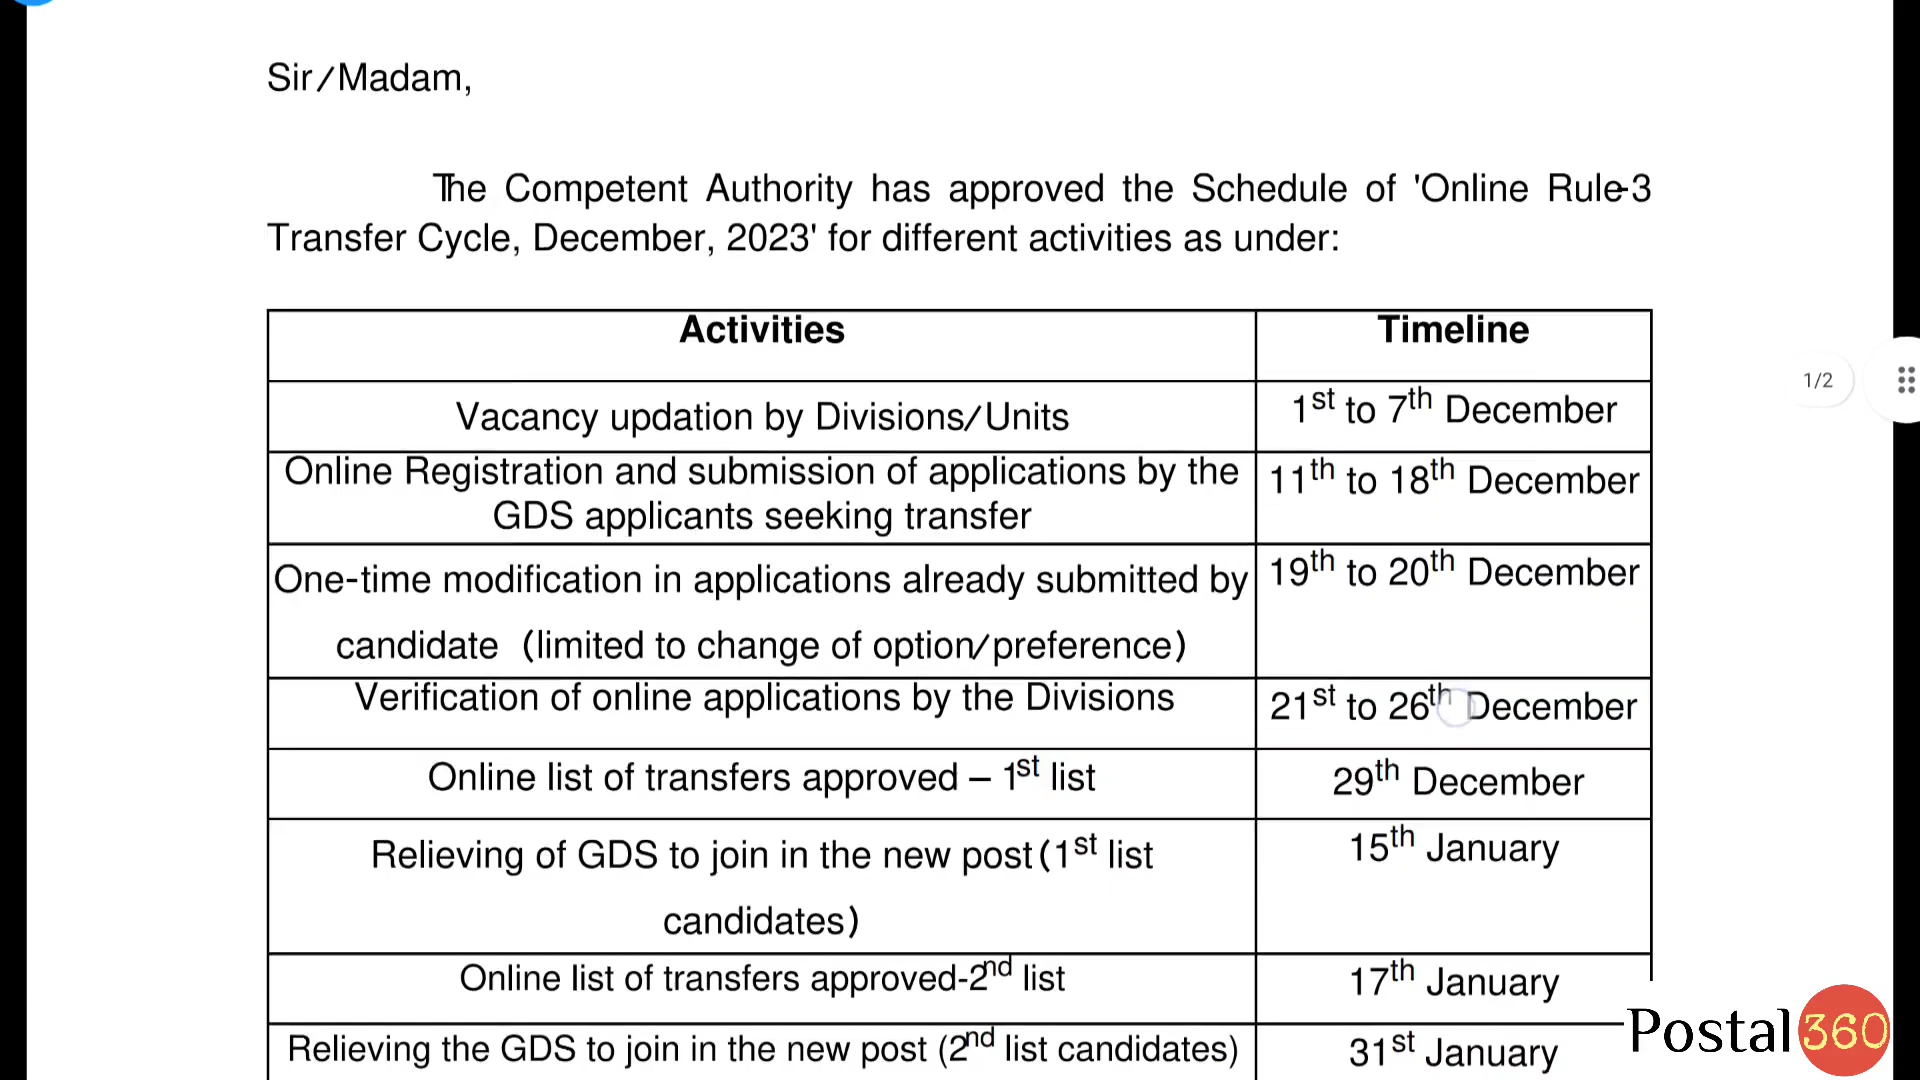 Sir/Madam,
The Competent Authority has approved the Schedule of 'Online Rule-3
Transfer Cycle, December, 2023' for different activities as under:
Activities
Timeline
Vacancy updation by Divisions/Units
1st to 7th December
Online Registration and submission of applications by the
GDS applicants seeking transfer
11th to 18th December
One-time modification in applications already submitted by
candidate (limited to change of option/preference)
19th to 20th December
Verification of online applications by the Divisions
21st to 26th December
Online list of transfers approved – 1st list
29th December
Relieving of GDS to join in the new post(1st list
candidates)
15th January
Online list of transfers approved-2nd list
17th January
Relieving the GDS to join in the new post (2nd list candidates)
31st January
1/2
Postal 360